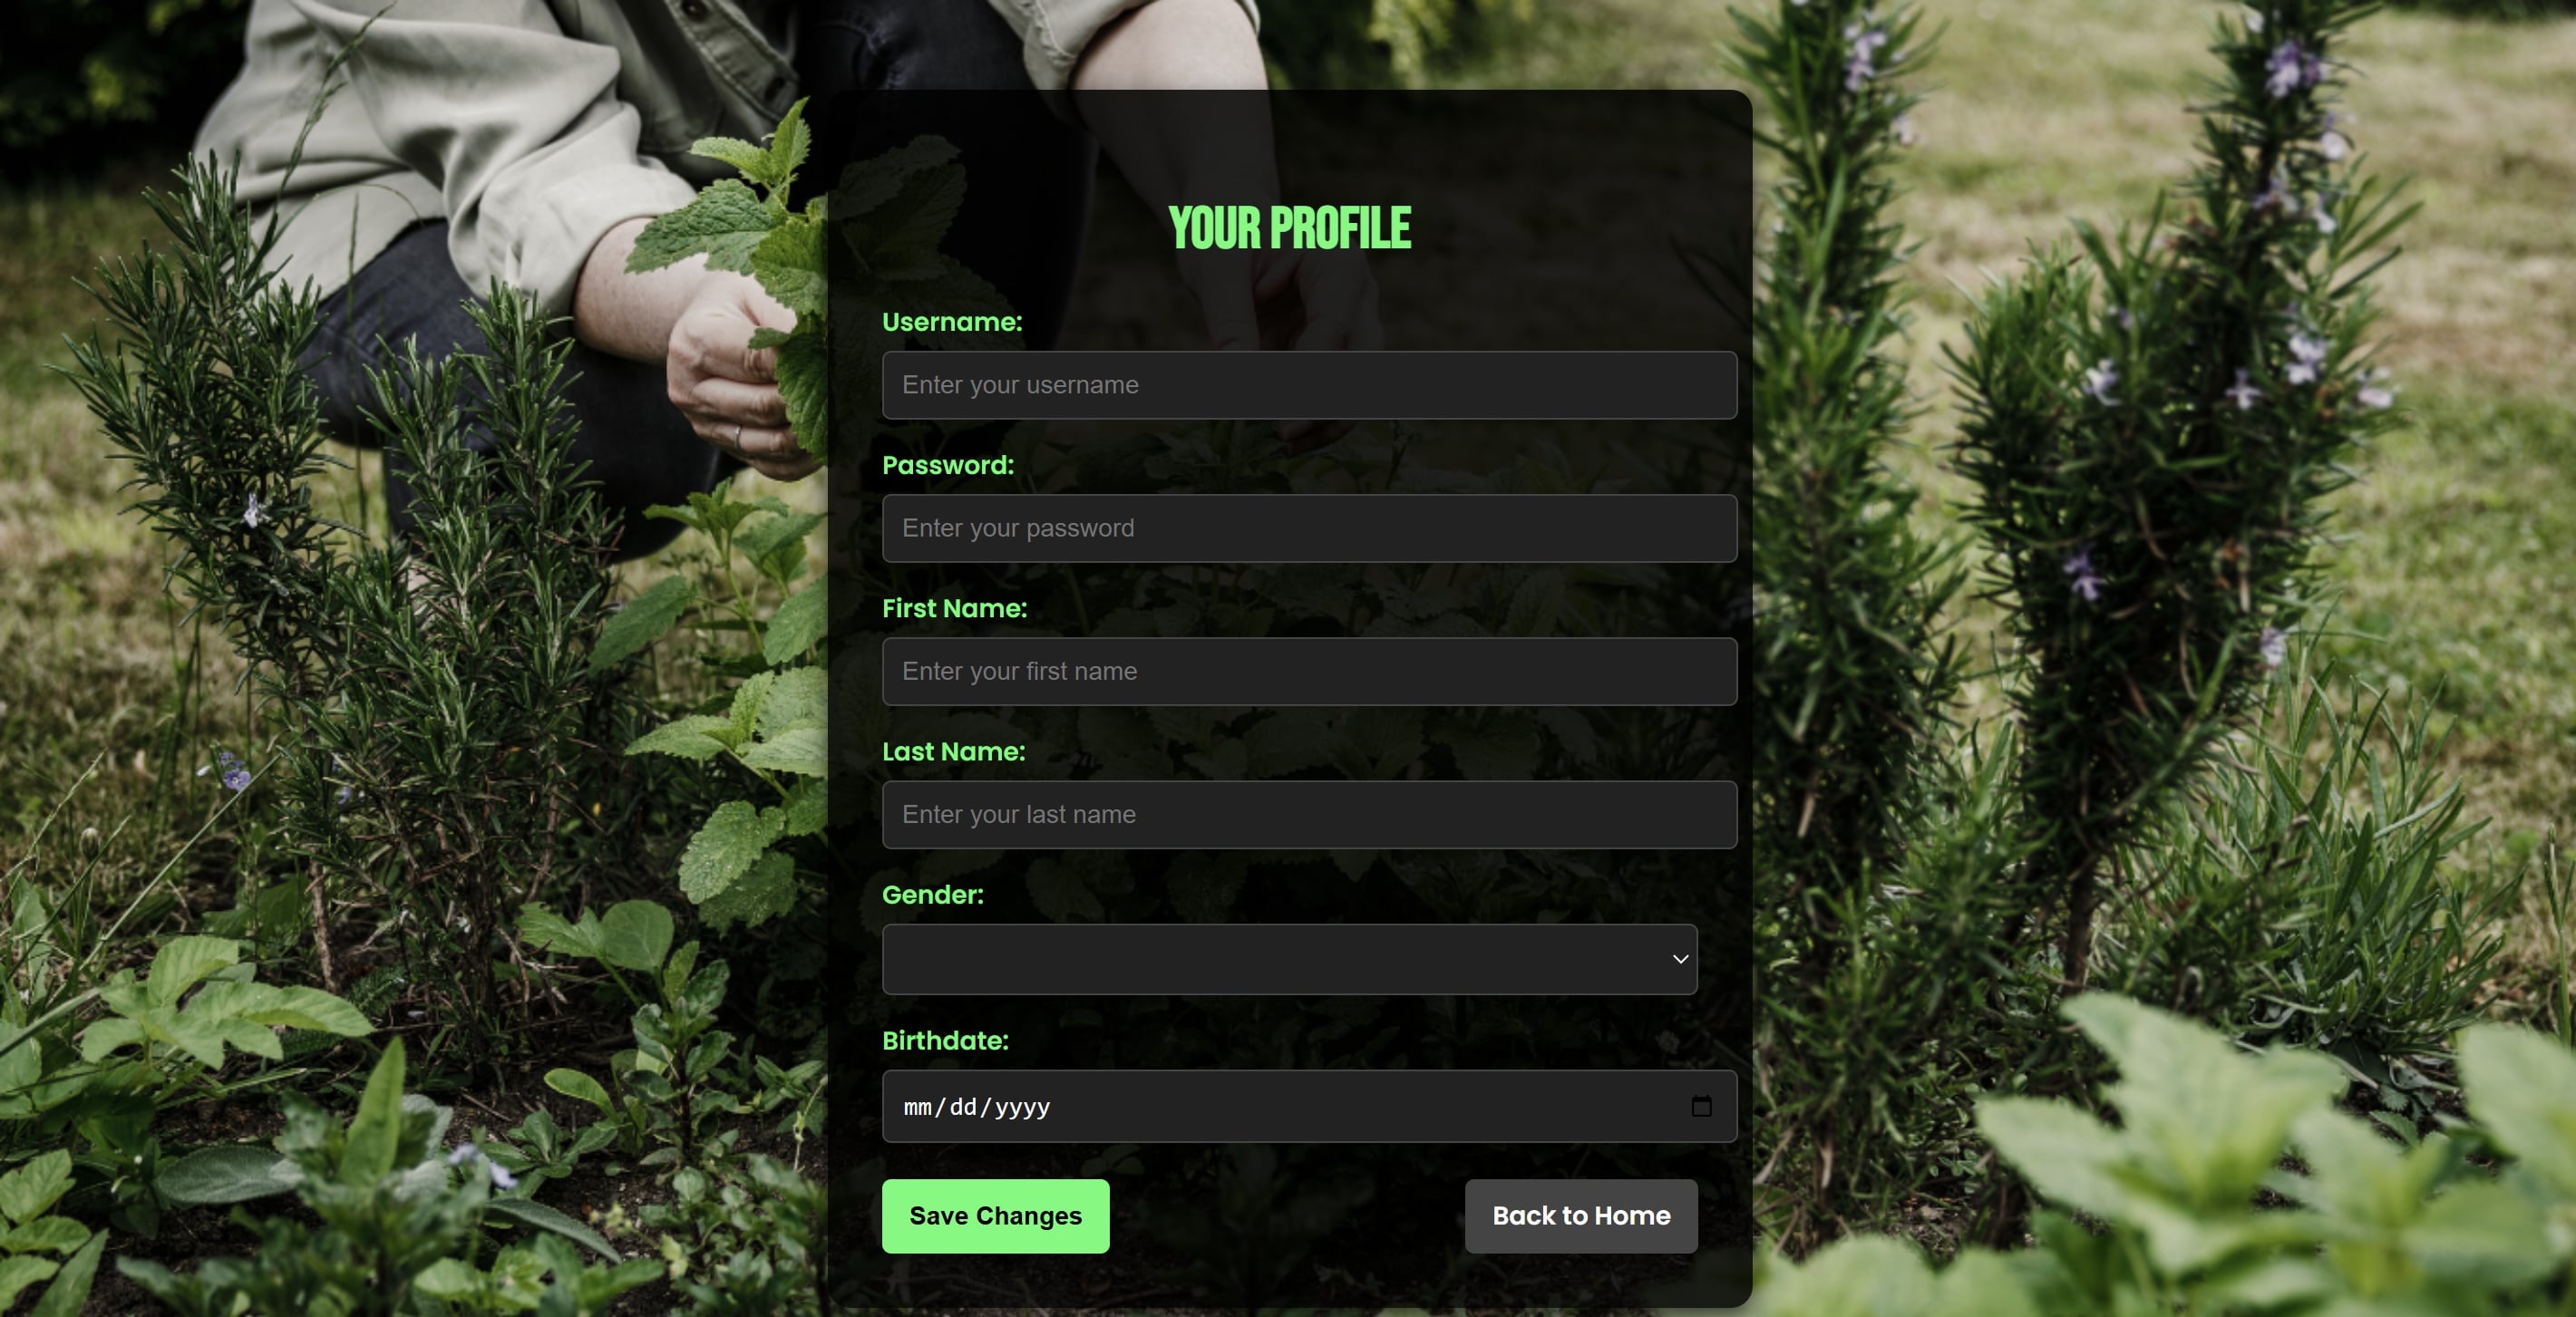 YOUR PROFILE
Username:
Enter your username
Password:
Enter your password
First Name:
Enter your first name
Last Name:
Enter your last name
Gender:
Birthdate:
mm/dd/yyyy
Save Changes
Back to Home